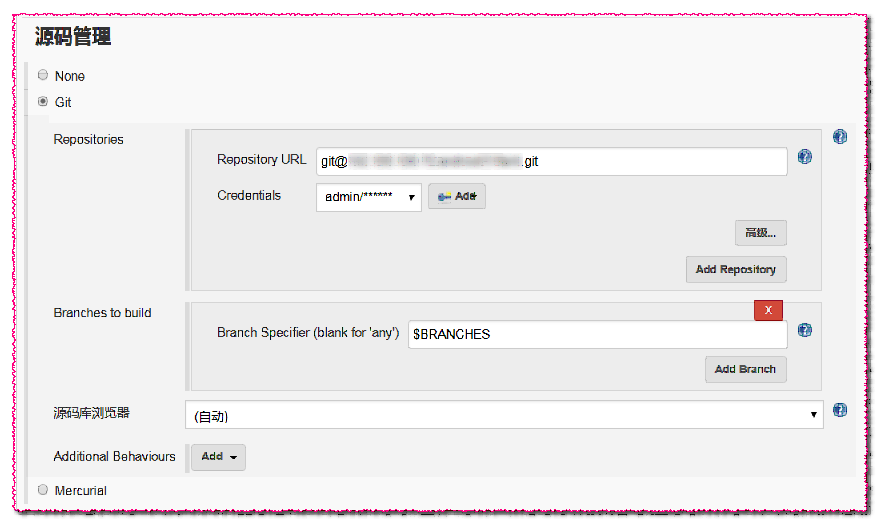 源码管理
None
Git
Repositories
Repository URL git@ .git
Credentials admin/****** Add
高级...
Add Repository
Branches to build
X
Branch Specifier (blank for 'any') $BRANCHES
Add Branch
源码库浏览器 (自动)
Additional Behaviours Add
Mercurial